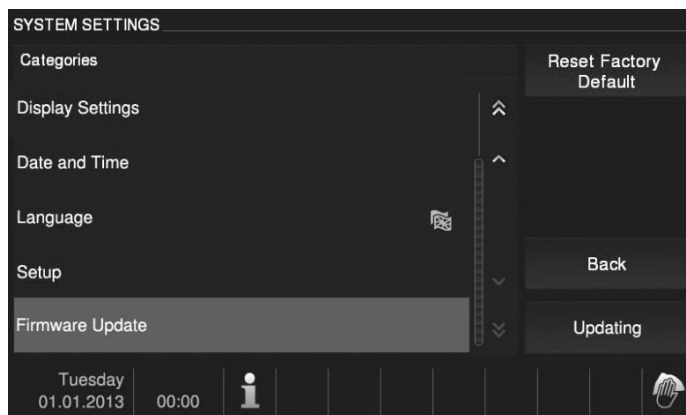 SYSTEM SETTINGS
Categories
Reset Factory
Default
Display Settings
Date and Time
Language
Setup
Back
Firmware Update
Updating
Tuesday
01.01.2013
00:00